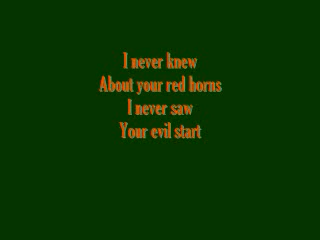 I never knew
About your red horns
I never saw
Your evil start